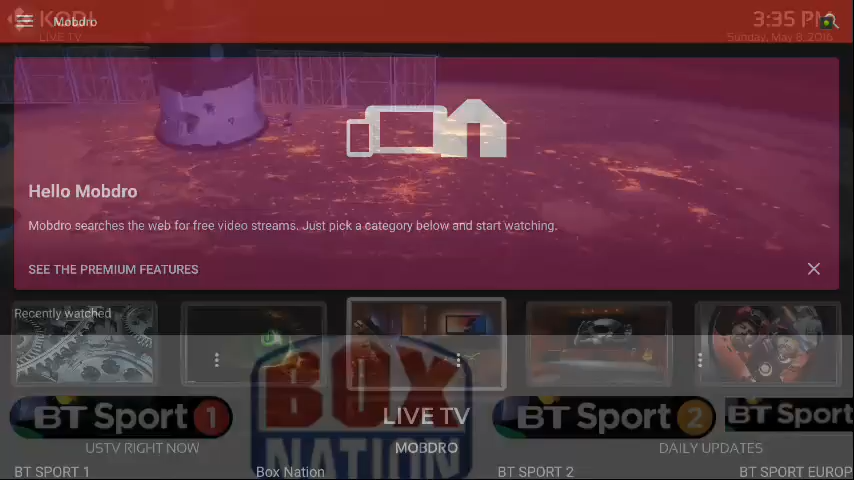 KODI
Mobdro
LIVE TV
3:35 PM
Sunday, May 8, 2016
Hello Mobdro
Mobdro searches the web for free video streams. Just pick a category below and start watching.
SEE THE PREMIUM FEATURES
Recently watched
BT Sport 1
BOX
NATION
LIVE TV
BT Sport 2
BT Sport
USTV RIGHT NOW
MOBDRO
DAILY UPDATES
BT SPORT 1
Box Nation
BT SPORT 2
BT SPORT EUROP